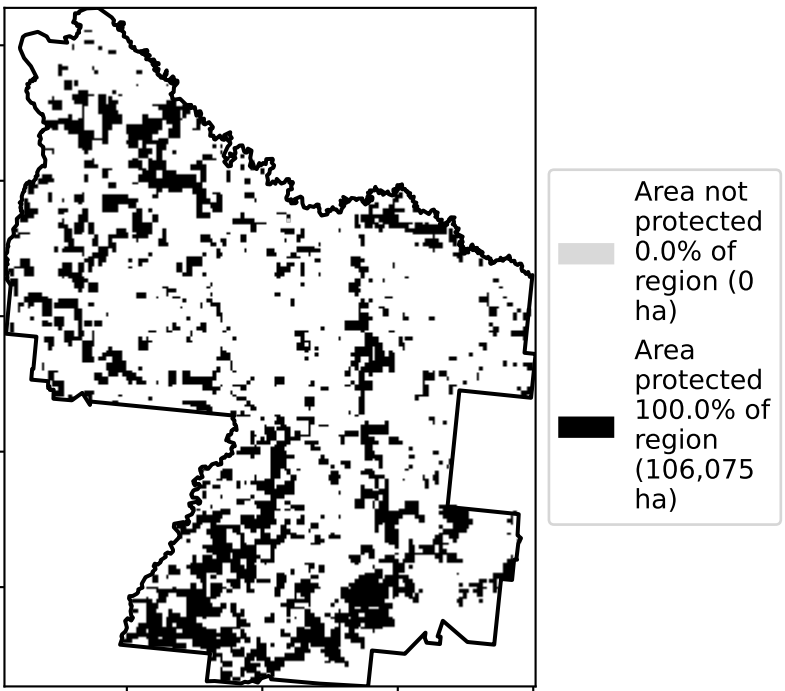 Area not
protected
0.0% of
region (0
ha)
Area
protected
100.0% of
region
(106,075
ha)